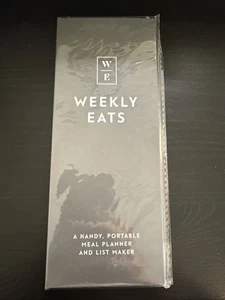 W
E
WEEKLY
EATS
A HANDY, PORTABLE
MEAL PLANNER
AND LIST MAKER